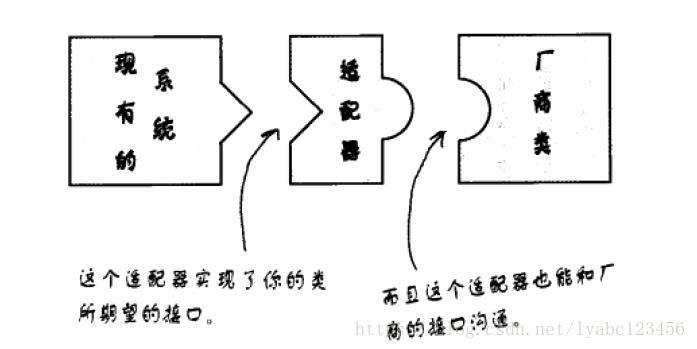 现有的
系统
适配器
厂商类
这个适配器实现了你的类
所期望的接口。
而且这个适配器也能和厂
商的接口沟通。
http://blog.csdn.net/lyabc123456